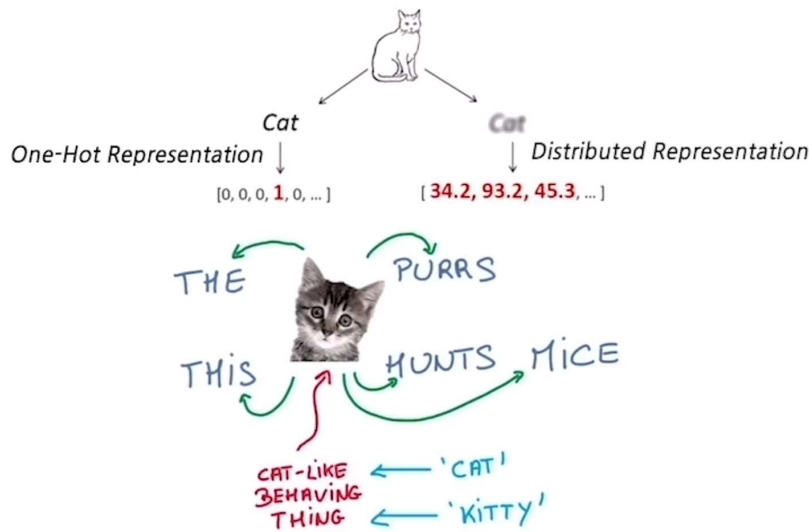 Cat Cat
One-Hot Representation Distributed Representation
[0, 0, 0, 1, 0, ... ] [ 34.2, 93.2, 45.3, ... ]
THE PURRS
THIS HUNTS MICE
CAT-LIKE 'CAT'
BEHAVING
THING 'KITTY'